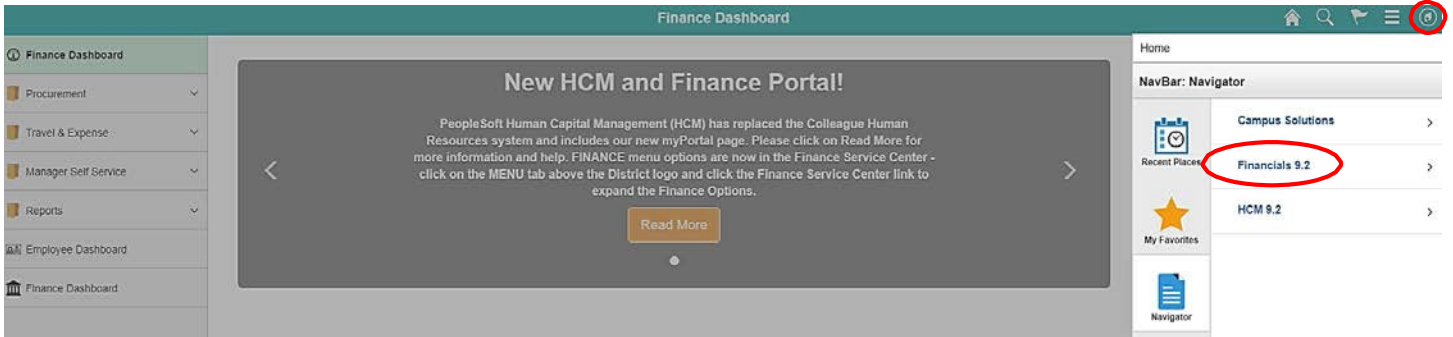 Finance Dashboard
Finance Dashboard
Procurement
Travel & Expense
Manager Self Service
Reports
Employee Dashboard
Finance Dashboard
New HCM and Finance Portal!
PeopleSoft Human Capital Management (HCM) has replaced the Colleague Human
Resources system and includes our new myPortal page. Please click on Read More for
more information and help. FINANCE menu options are now in the Finance Service Center -
click on the MENU tab above the District logo and click the Finance Service Center link to
expand the Finance Options.
Read More
Home
NavBar: Navigator
Recent Places
My Favorites
Navigator
Campus Solutions
Financials 9.2
HCM 9.2